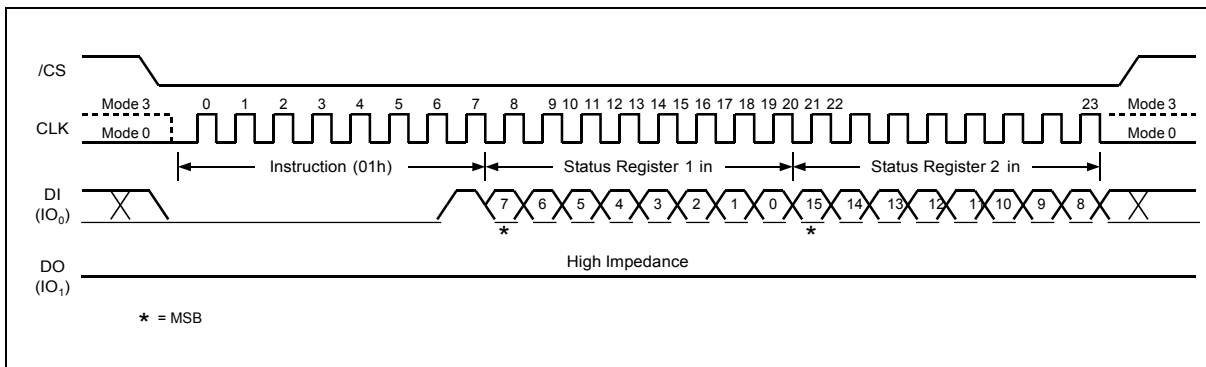 /CS
Mode 3 0 1 2 3 4 5 6 7 8 9 10 11 12 13 14 15 16 17 18 19 20 21 22 23 Mode 3
CLK Mode 0 Mode 0
Instruction (01h) Status Register 1 in Status Register 2 in
DI
(IO0) 7 6 5 4 3 2 1 0 15 14 13 12 11 10 9 8
* *
High Impedance
DO
(IO1)
* = MSB